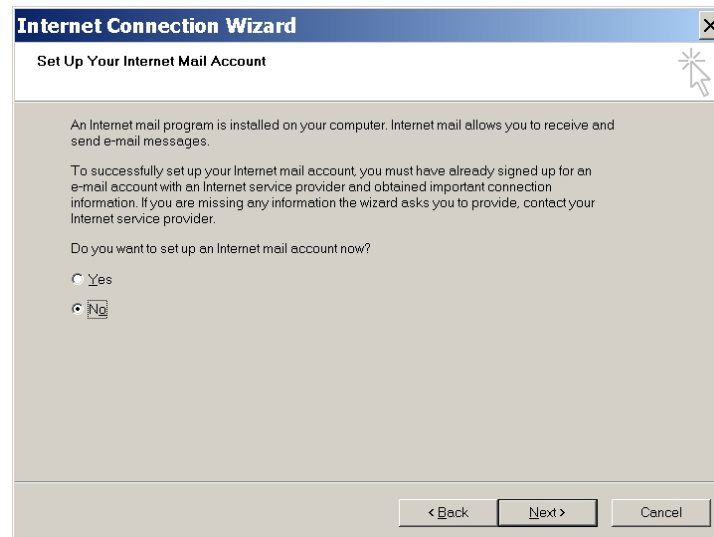 Internet Connection Wizard
Set Up Your Internet Mail Account
An Internet mail program is installed on your computer. Internet mail allows you to receive and
send e-mail messages.
To successfully set up your Internet mail account, you must have already signed up for an
e-mail account with an Internet service provider and obtained important connection
information. If you are missing any information the wizard asks you to provide, contact your
Internet service provider.
Do you want to set up an Internet mail account now?
Yes
No
< Back Next > Cancel